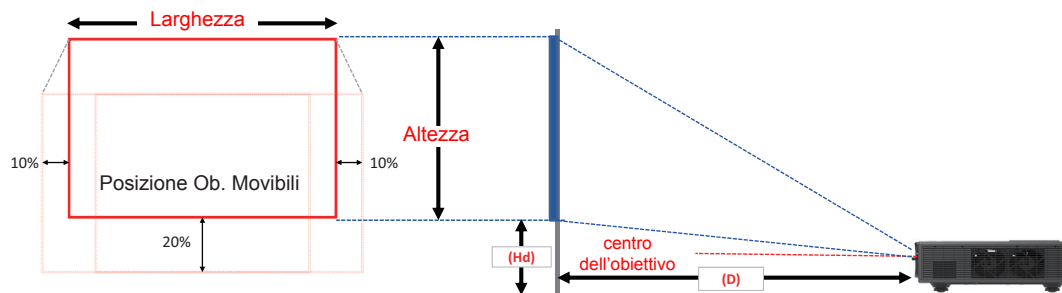 Larghezza
Altezza
10%
10%
Posizione Ob. Movibili
20%
(Hd)
centro
dell'obiettivo
(D)